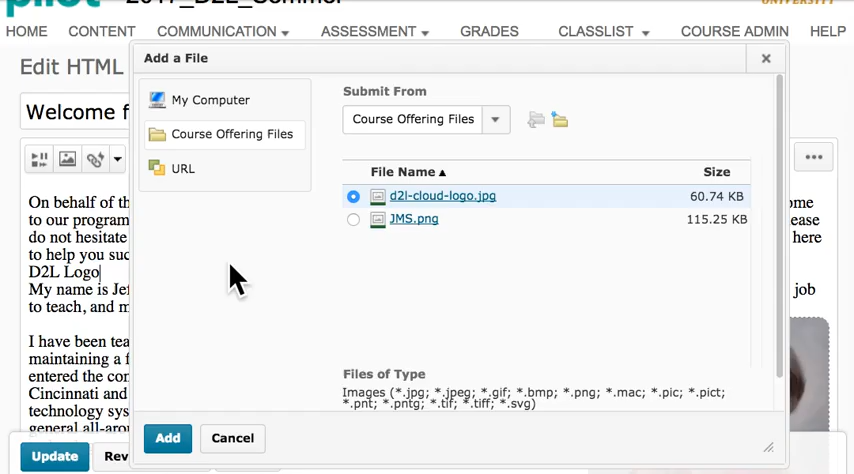 pilot 2017_D2L_Sommer UNIVERSITY
HOME CONTENT COMMUNICATION ASSESSMENT GRADES CLASSLIST COURSE ADMIN HELP
Edit HTML
Welcome f
Add a File
My Computer
Course Offering Files
URL
Submit From
Course Offering Files
File Name Size
d2l-cloud-logo.jpg 60.74 KB
JMS.png 115.25 KB
Files of Type
Images (*.jpg; *.jpeg; *.gif; *.bmp; *.png; *.mac; *.pic; *.pict;
*.pnt; *.pntg; *.tif; *.tiff; *.svg)
Add Cancel
On behalf of th ome
to our program ease
do not hesitate here
to help you suc
D2L Logo
My name is Jef job
to teach, and m
I have been tea
maintaining a f
entered the con
Cincinnati and
technology sys
general all-arou
Update Rev